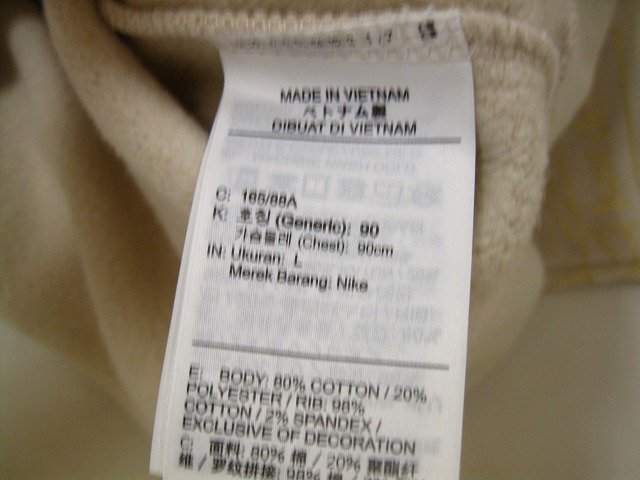 MADE IN VIETNAM
ベトナム製
DIBUAT DI VIETNAM
C: 165/88A
K: 호칭 (Generic): 90
가슴둘레 (Chest): 90cm
IN: Ukuran: L
Merek Barang: Nike
E: BODY: 80% COTTON / 20%
POLYESTER / RIB: 98%
COTTON / 2% SPANDEX /
EXCLUSIVE OF DECORATION
C: 面料: 80% 棉 / 20% 聚酯纤
维 / 罗纹拼接: 98% 棉 /